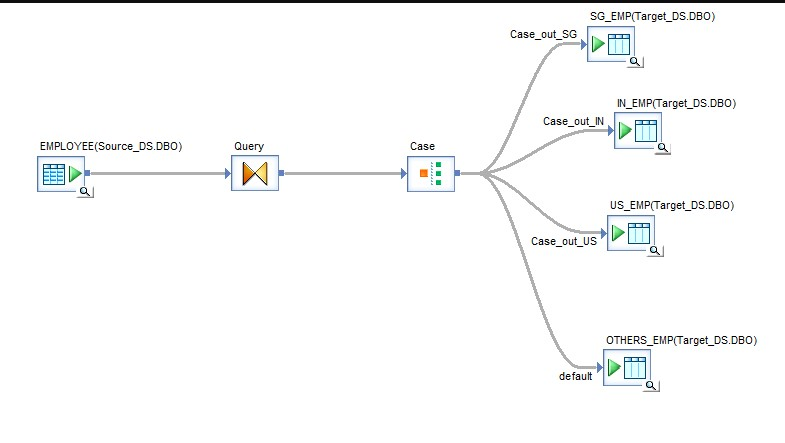 SG_EMP(Target_DS.DBO)
Case_out_SG
IN_EMP(Target_DS.DBO)
Case_out_IN
EMPLOYEE(Source_DS.DBO)
Query
Case
US_EMP(Target_DS.DBO)
Case_out_US
OTHERS_EMP(Target_DS.DBO)
default